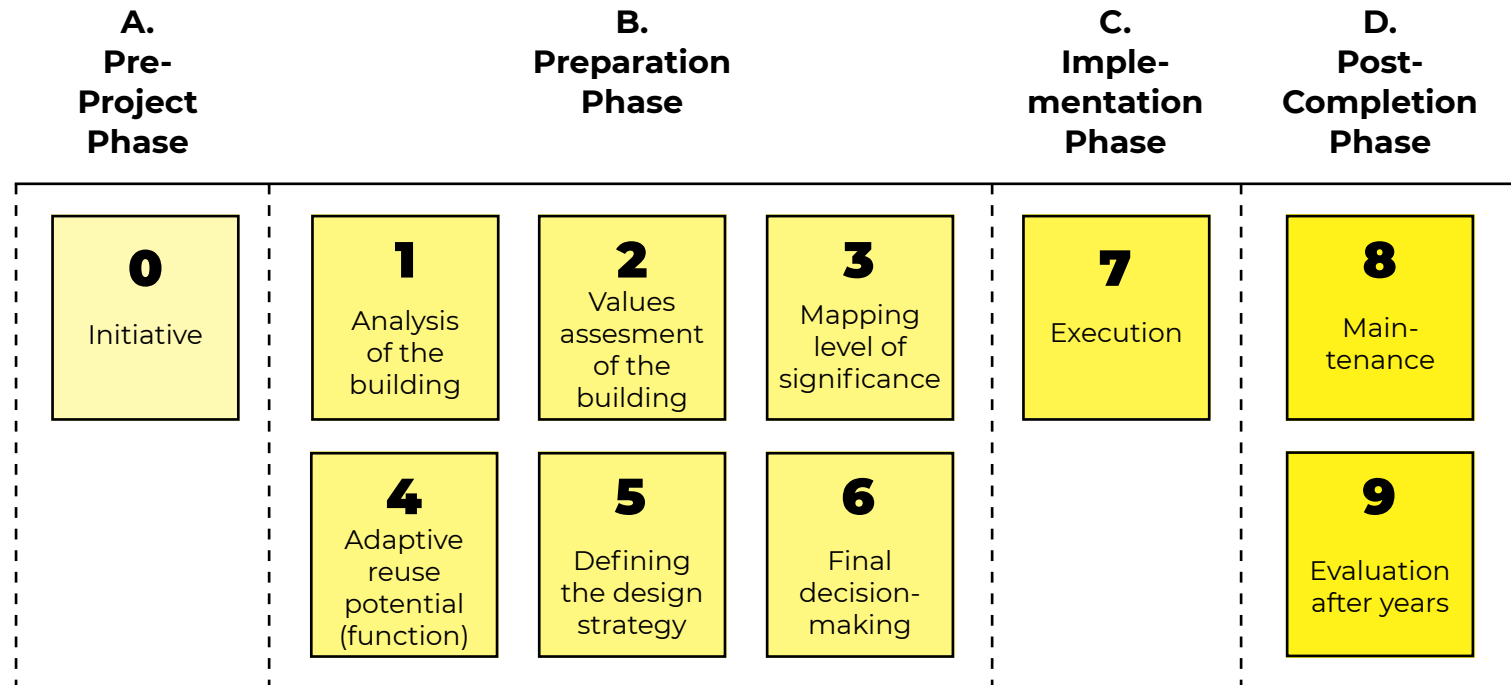 A.
Pre-
Project
Phase
B.
Preparation
Phase
C.
Imple-
mentation
Phase
D.
Post-
Completion
Phase
0
Initiative
1
Analysis
of the
building
2
Values
assesment
of the
building
3
Mapping
level of
significance
4
Adaptive
reuse
potential
(function)
5
Defining
the design
strategy
6
Final
decision-
making
7
Execution
8
Main-
tenance
9
Evaluation
after years